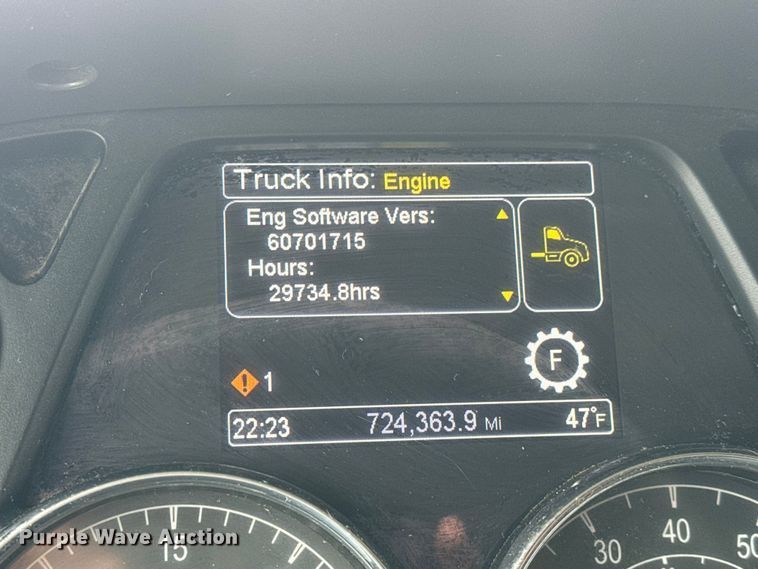 Truck Info: Engine
Eng Software Vers:
60701715
Hours:
29734.8hrs
F
! 1
22:23 724,363.9 Mi 47°F
15
30 40 50
Purple Wave Auction